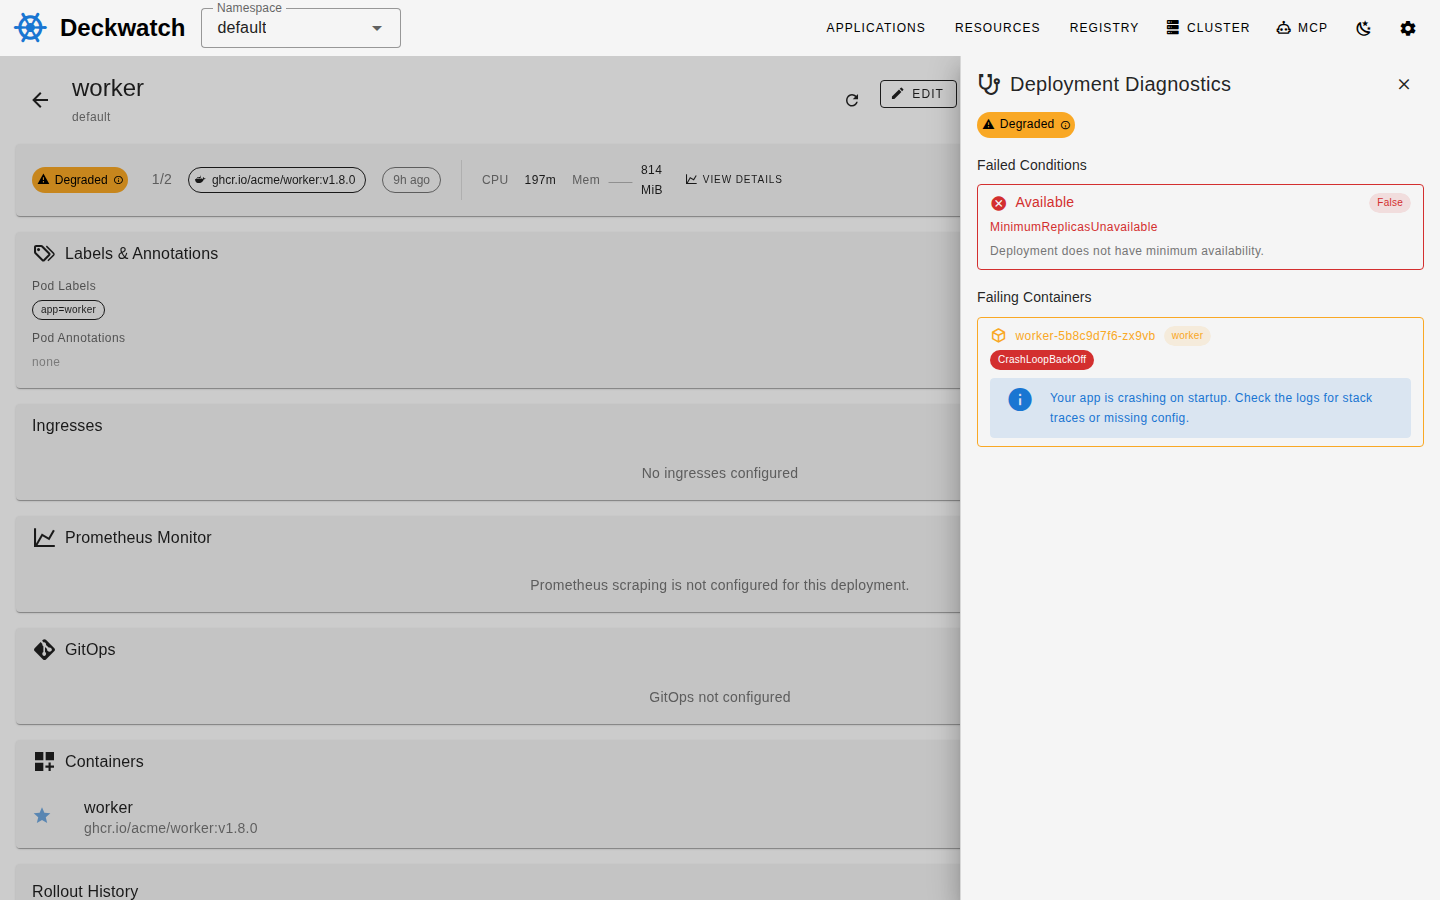 Deckwatch
Namespace
default
APPLICATIONS
RESOURCES
REGISTRY
CLUSTER
MCP
worker
default
EDIT
Degraded
1/2
ghcr.io/acme/worker:v1.8.0
9h ago
CPU
197m
Mem
814
MiB
VIEW DETAILS
Labels & Annotations
Pod Labels
app=worker
Pod Annotations
none
Ingresses
No ingresses configured
Prometheus Monitor
Prometheus scraping is not configured for this deployment.
GitOps
GitOps not configured
Containers
worker
ghcr.io/acme/worker:v1.8.0
Rollout History
Deployment Diagnostics
Degraded
Failed Conditions
Available
False
MinimumReplicasUnavailable
Deployment does not have minimum availability.
Failing Containers
worker-5b8c9d7f6-zx9vb
worker
CrashLoopBackOff
Your app is crashing on startup. Check the logs for stack
traces or missing config.